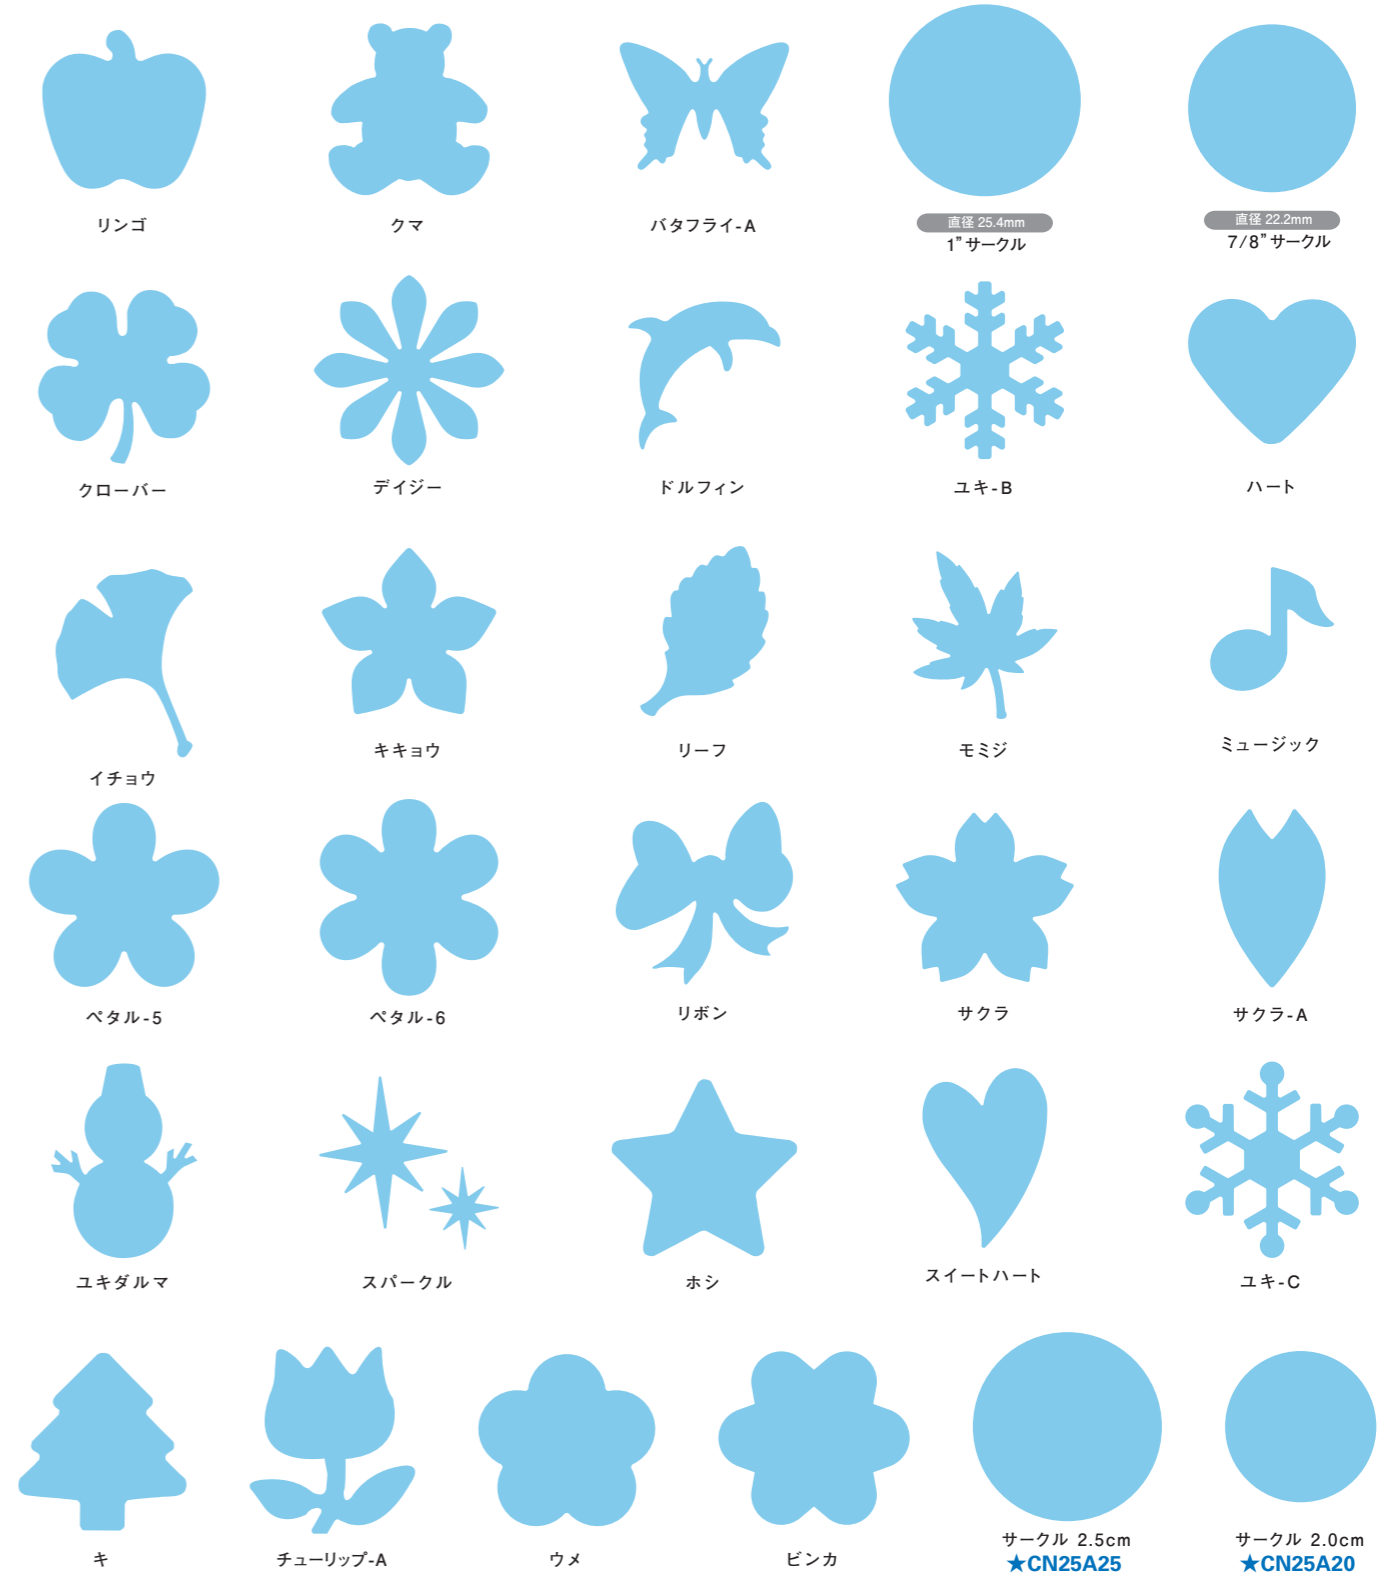 リンゴ
クマ
バタフライ-A
直径 25.4mm
1”サークル
直径 22.2mm
7/8”サークル
クローバー
デイジー
ドルフィン
ユキ-B
ハート
イチョウ
キキョウ
リーフ
モミジ
ミュージック
ペタル-5
ペタル-6
リボン
サクラ
サクラ-A
ユキダルマ
スパークル
ホシ
スイートハート
ユキ-C
キ
チューリップ-A
ウメ
ビンカ
サークル 2.5cm
★CN25A25
サークル 2.0cm
★CN25A20